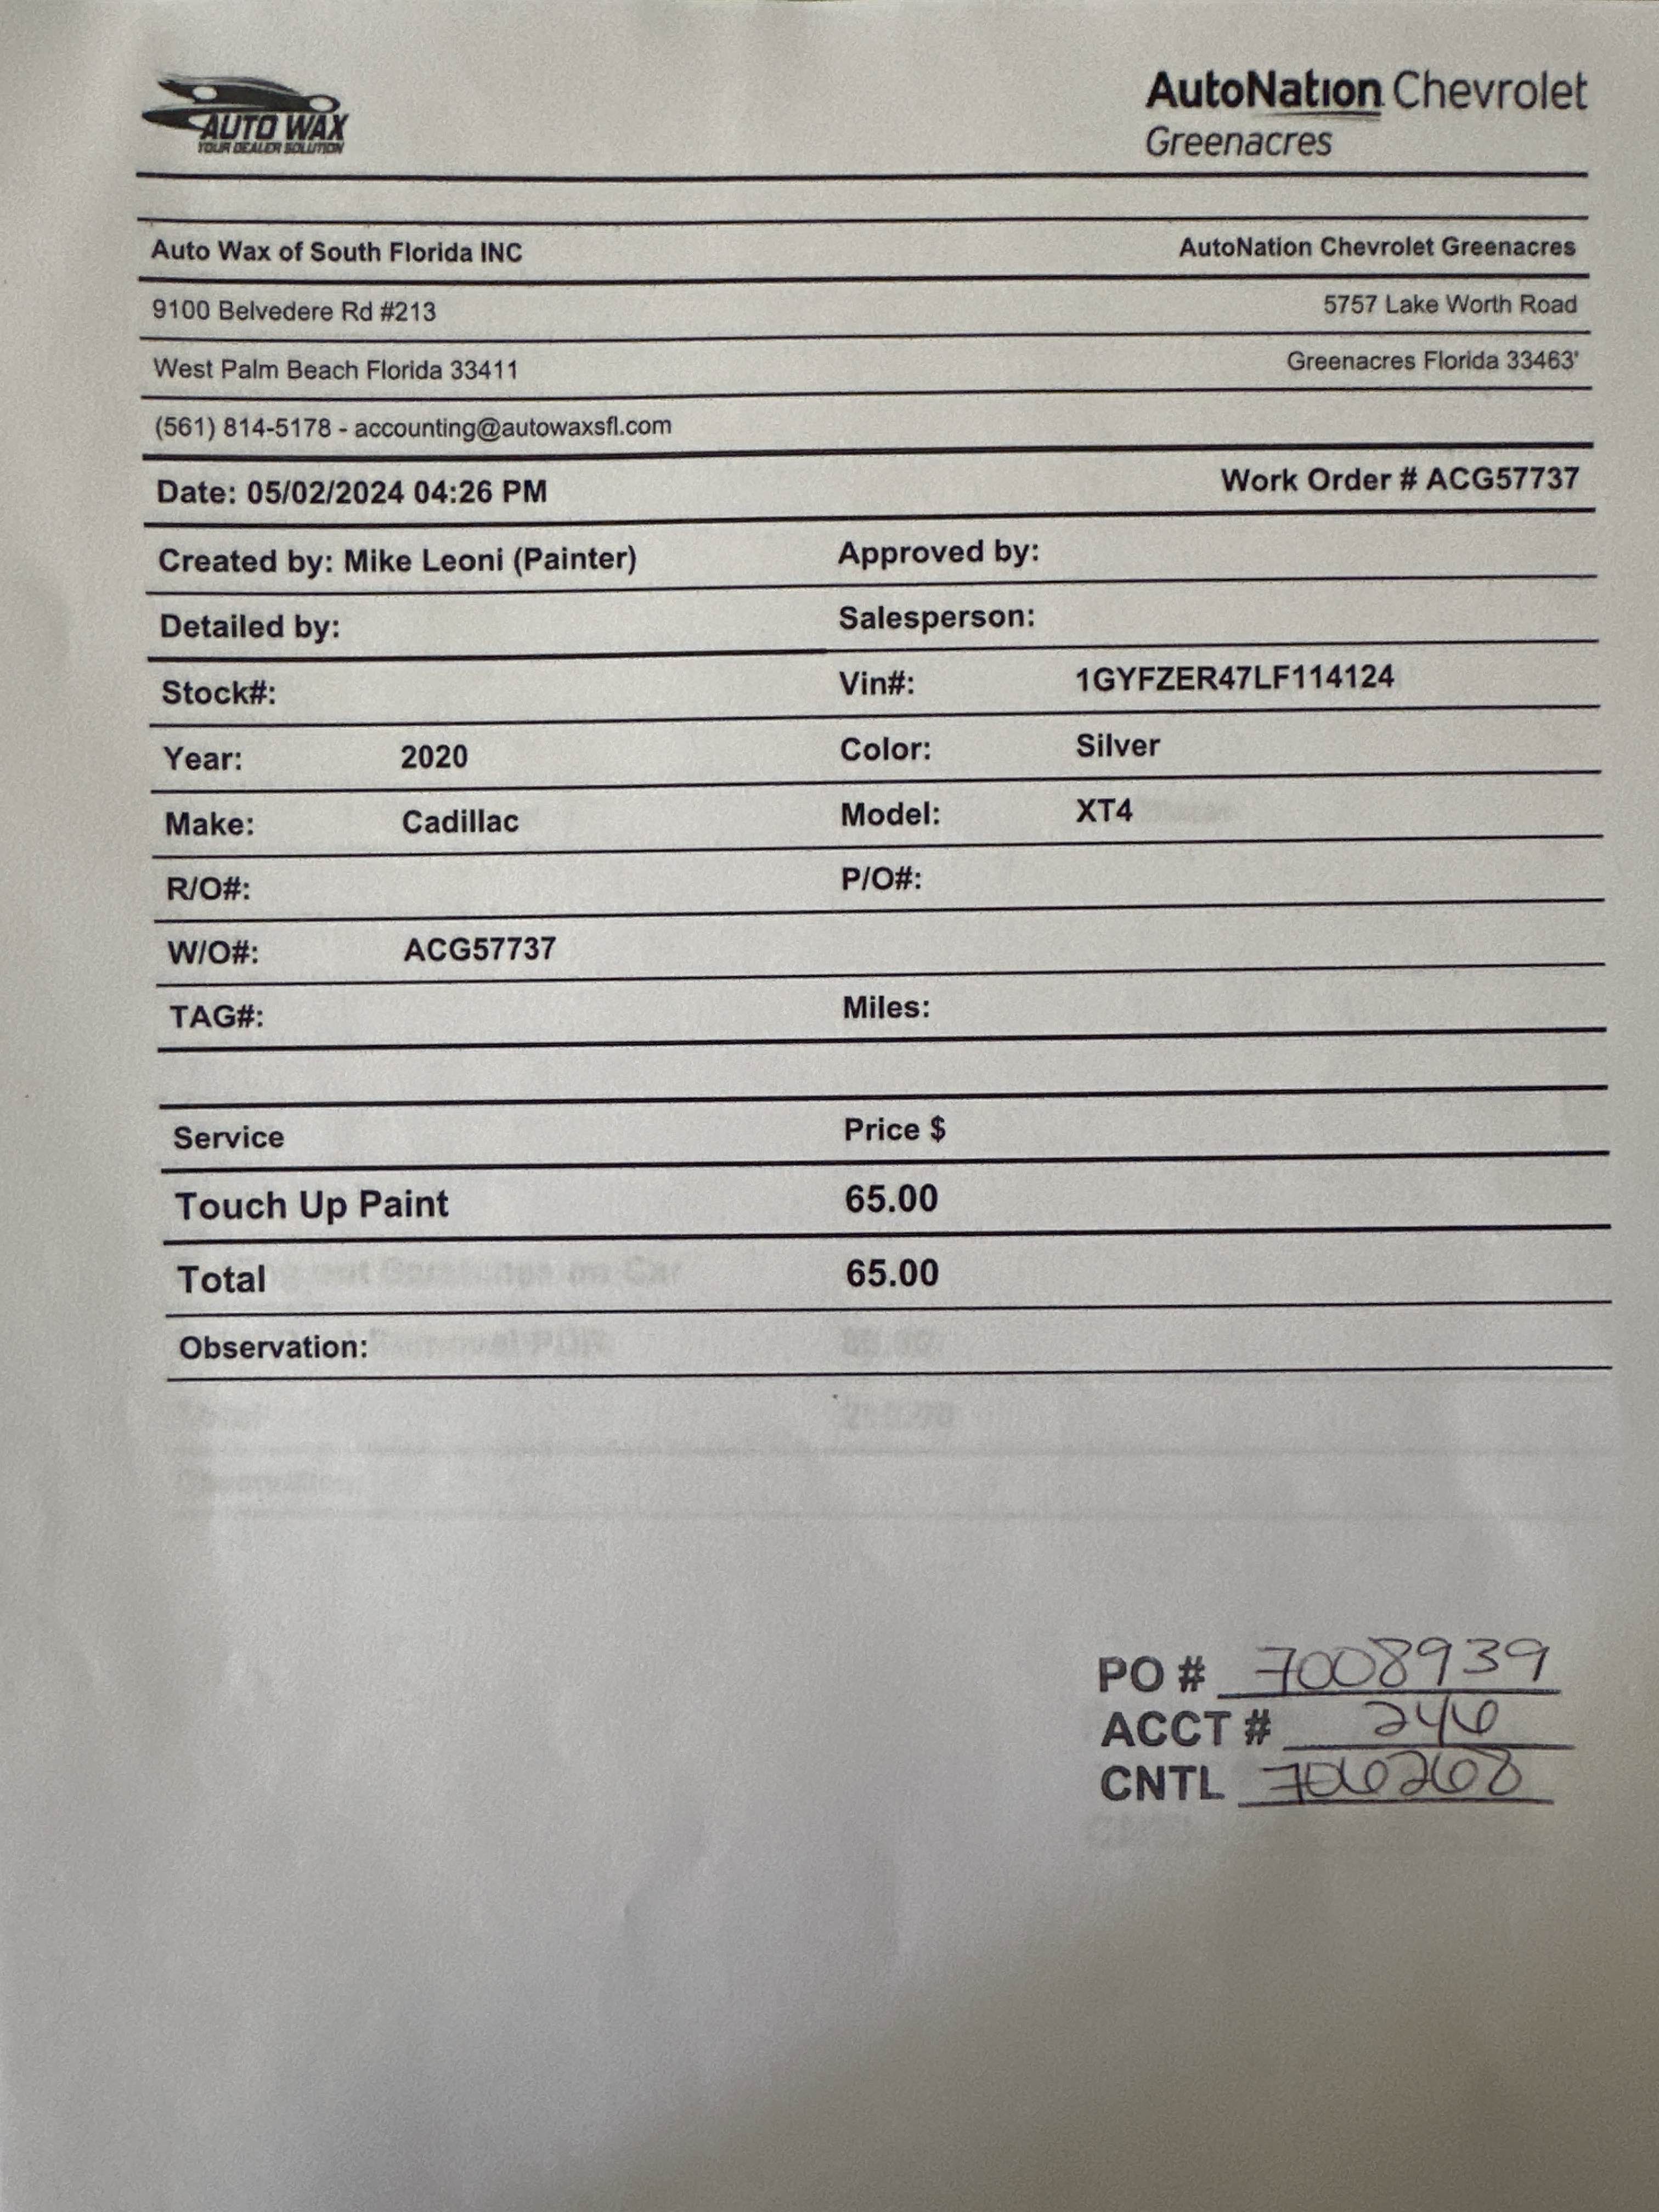 AUTO WAX
YOUR DEALER SOLUTION
AutoNation Chevrolet
Greenacres
Auto Wax of South Florida INC AutoNation Chevrolet Greenacres
9100 Belvedere Rd #213 5757 Lake Worth Road
West Palm Beach Florida 33411 Greenacres Florida 33463'
(561) 814-5178 - accounting@autowaxsfl.com
Date: 05/02/2024 04:26 PM Work Order # ACG57737
Created by: Mike Leoni (Painter) Approved by:
Detailed by: Salesperson:
Stock#: Vin#: 1GYFZER47LF114124
Year: 2020 Color: Silver
Make: Cadillac Model: XT4
R/O#: P/O#:
W/O#: ACG57737
TAG#: Miles:
Service Price $
Touch Up Paint 65.00
Total 65.00
Observation:
PO # 7008939
ACCT # 246
CNTL 706268